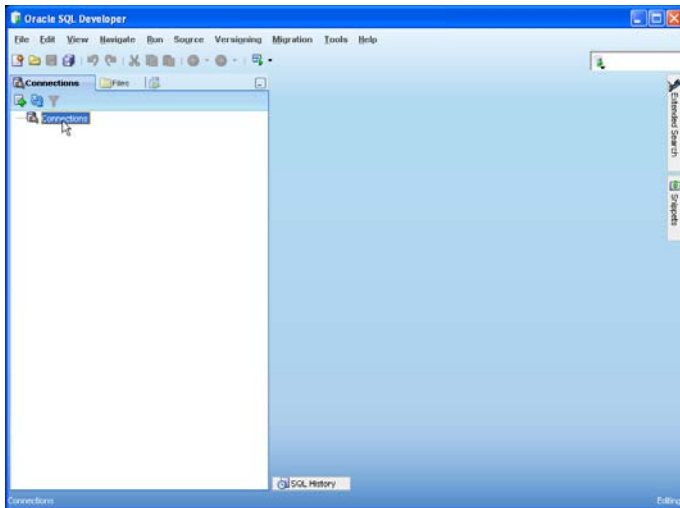 Oracle SQL Developer
File Edit View Navigate Run Source Versioning Migration Tools Help
Connections Files
Connections
Extended Search
Snippets
SQL History
Connections Editing